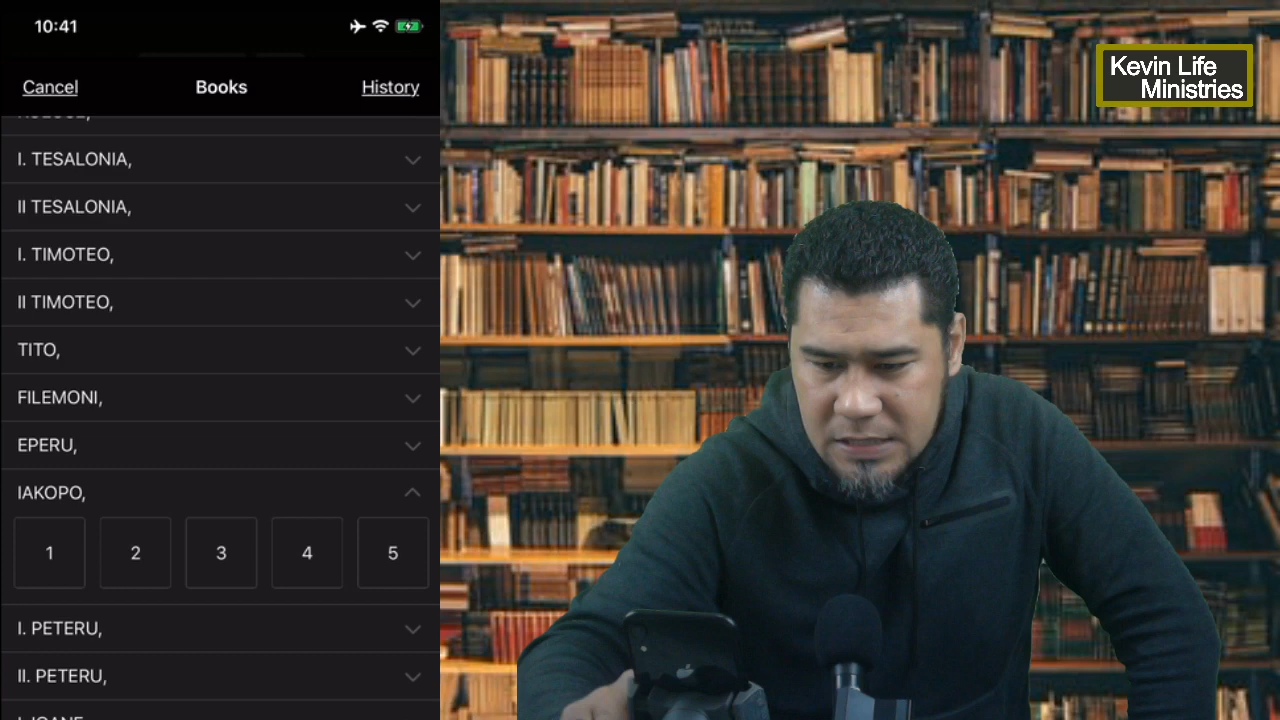 10:41
Cancel
Books
History
I. TESALONIA,
II TESALONIA,
I. TIMOTEO,
II TIMOTEO,
TITO,
FILEMONI,
EPERU,
IAKOPO,
1
2
3
4
5
I. PETERU,
II. PETERU,
Kevin Life
Ministries